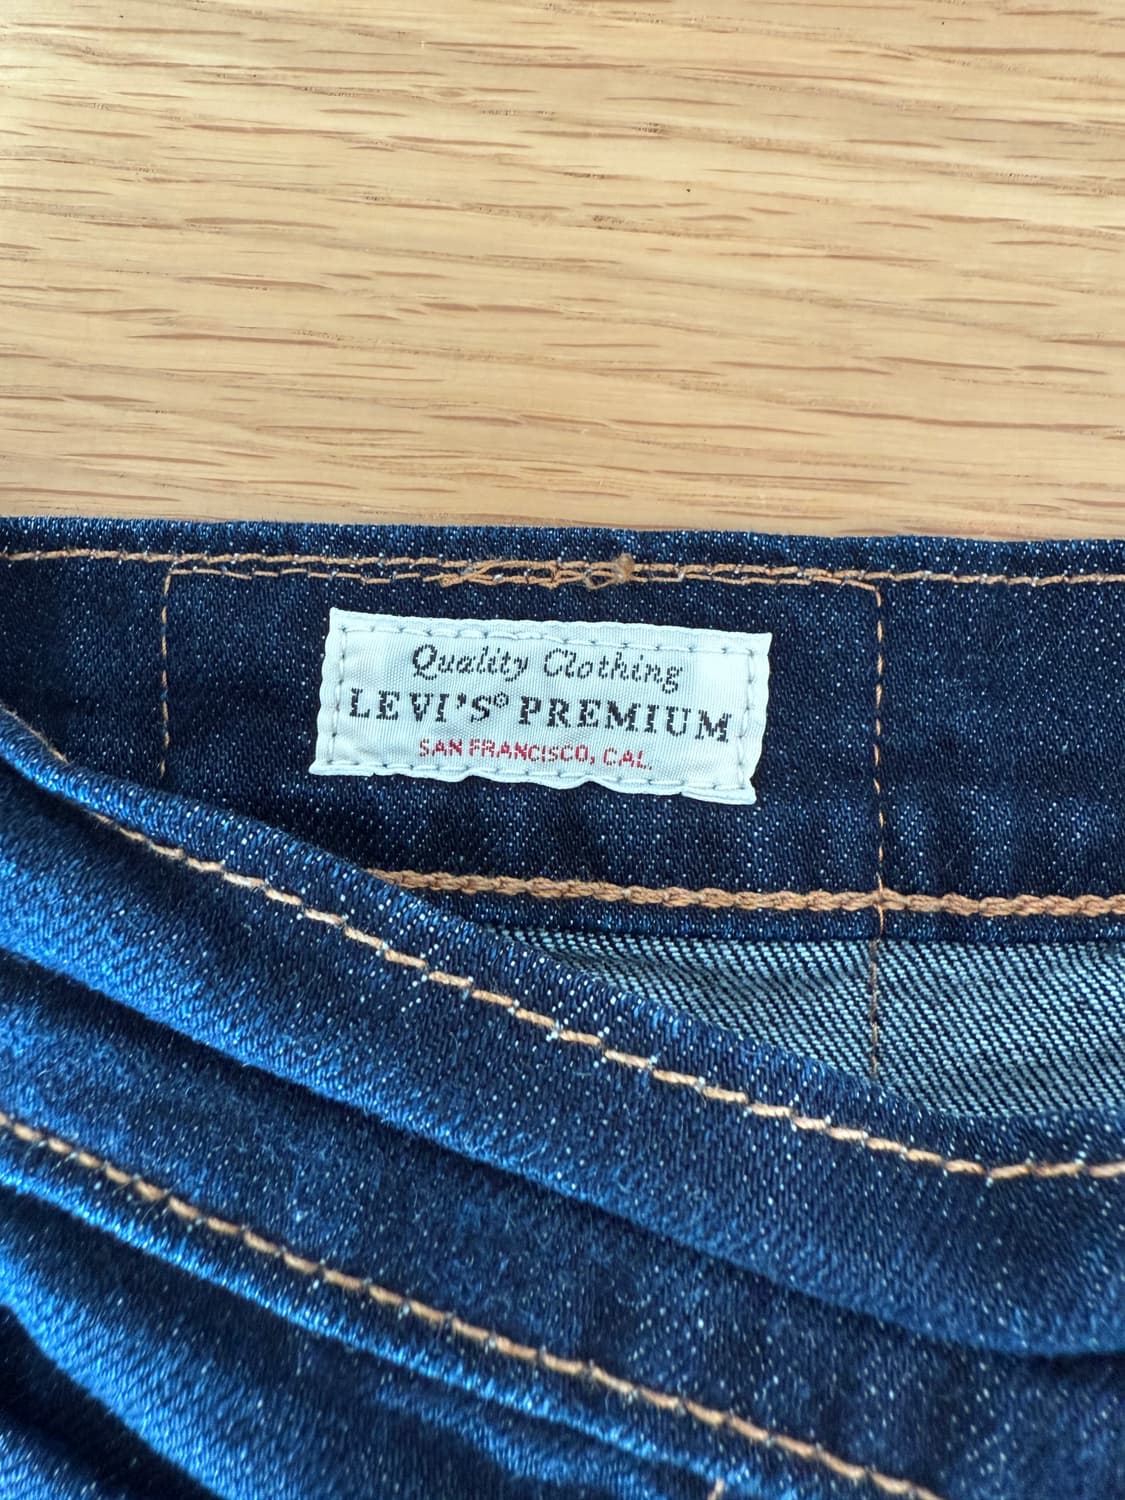 Quality Clothing
LEVI'S® PREMIUM
SAN FRANCISCO, CAL.